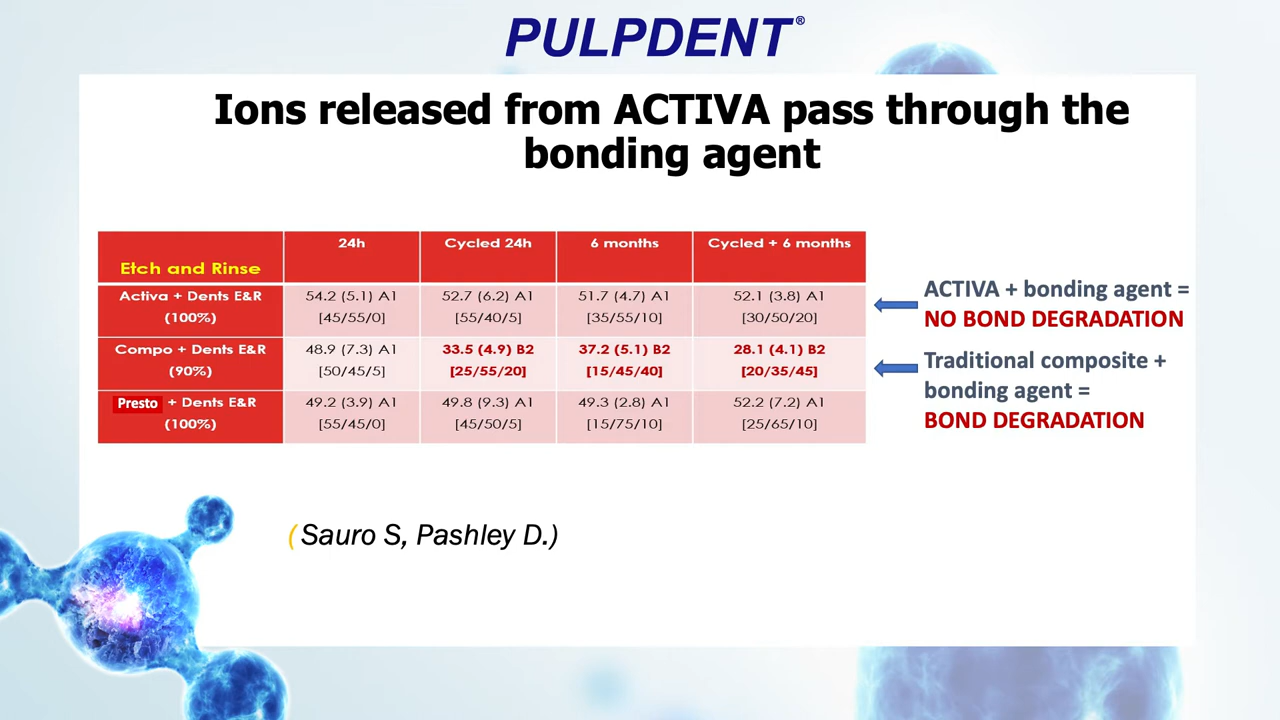 PULPDENT®
Ions released from ACTIVA pass through the
bonding agent
Etch and Rinse 24h Cycled 24h 6 months Cycled + 6 months
Activa + Dents E&R 54.2 (5.1) A1 52.7 (6.2) A1 51.7 (4.7) A1 52.1 (3.8) A1
(100%) [45/55/0] [55/40/5] [35/55/10] [30/50/20]
Compo + Dents E&R 48.9 (7.3) A1 33.5 (4.9) B2 37.2 (5.1) B2 28.1 (4.1) B2
(90%) [50/45/5] [25/55/20] [15/45/40] [20/35/45]
Presto + Dents E&R 49.2 (3.9) A1 49.8 (9.3) A1 49.3 (2.8) A1 52.2 (7.2) A1
(100%) [55/45/0] [45/50/5] [15/75/10] [25/65/10]
ACTIVA + bonding agent =
NO BOND DEGRADATION
Traditional composite +
bonding agent =
BOND DEGRADATION
(Sauro S, Pashley D.)